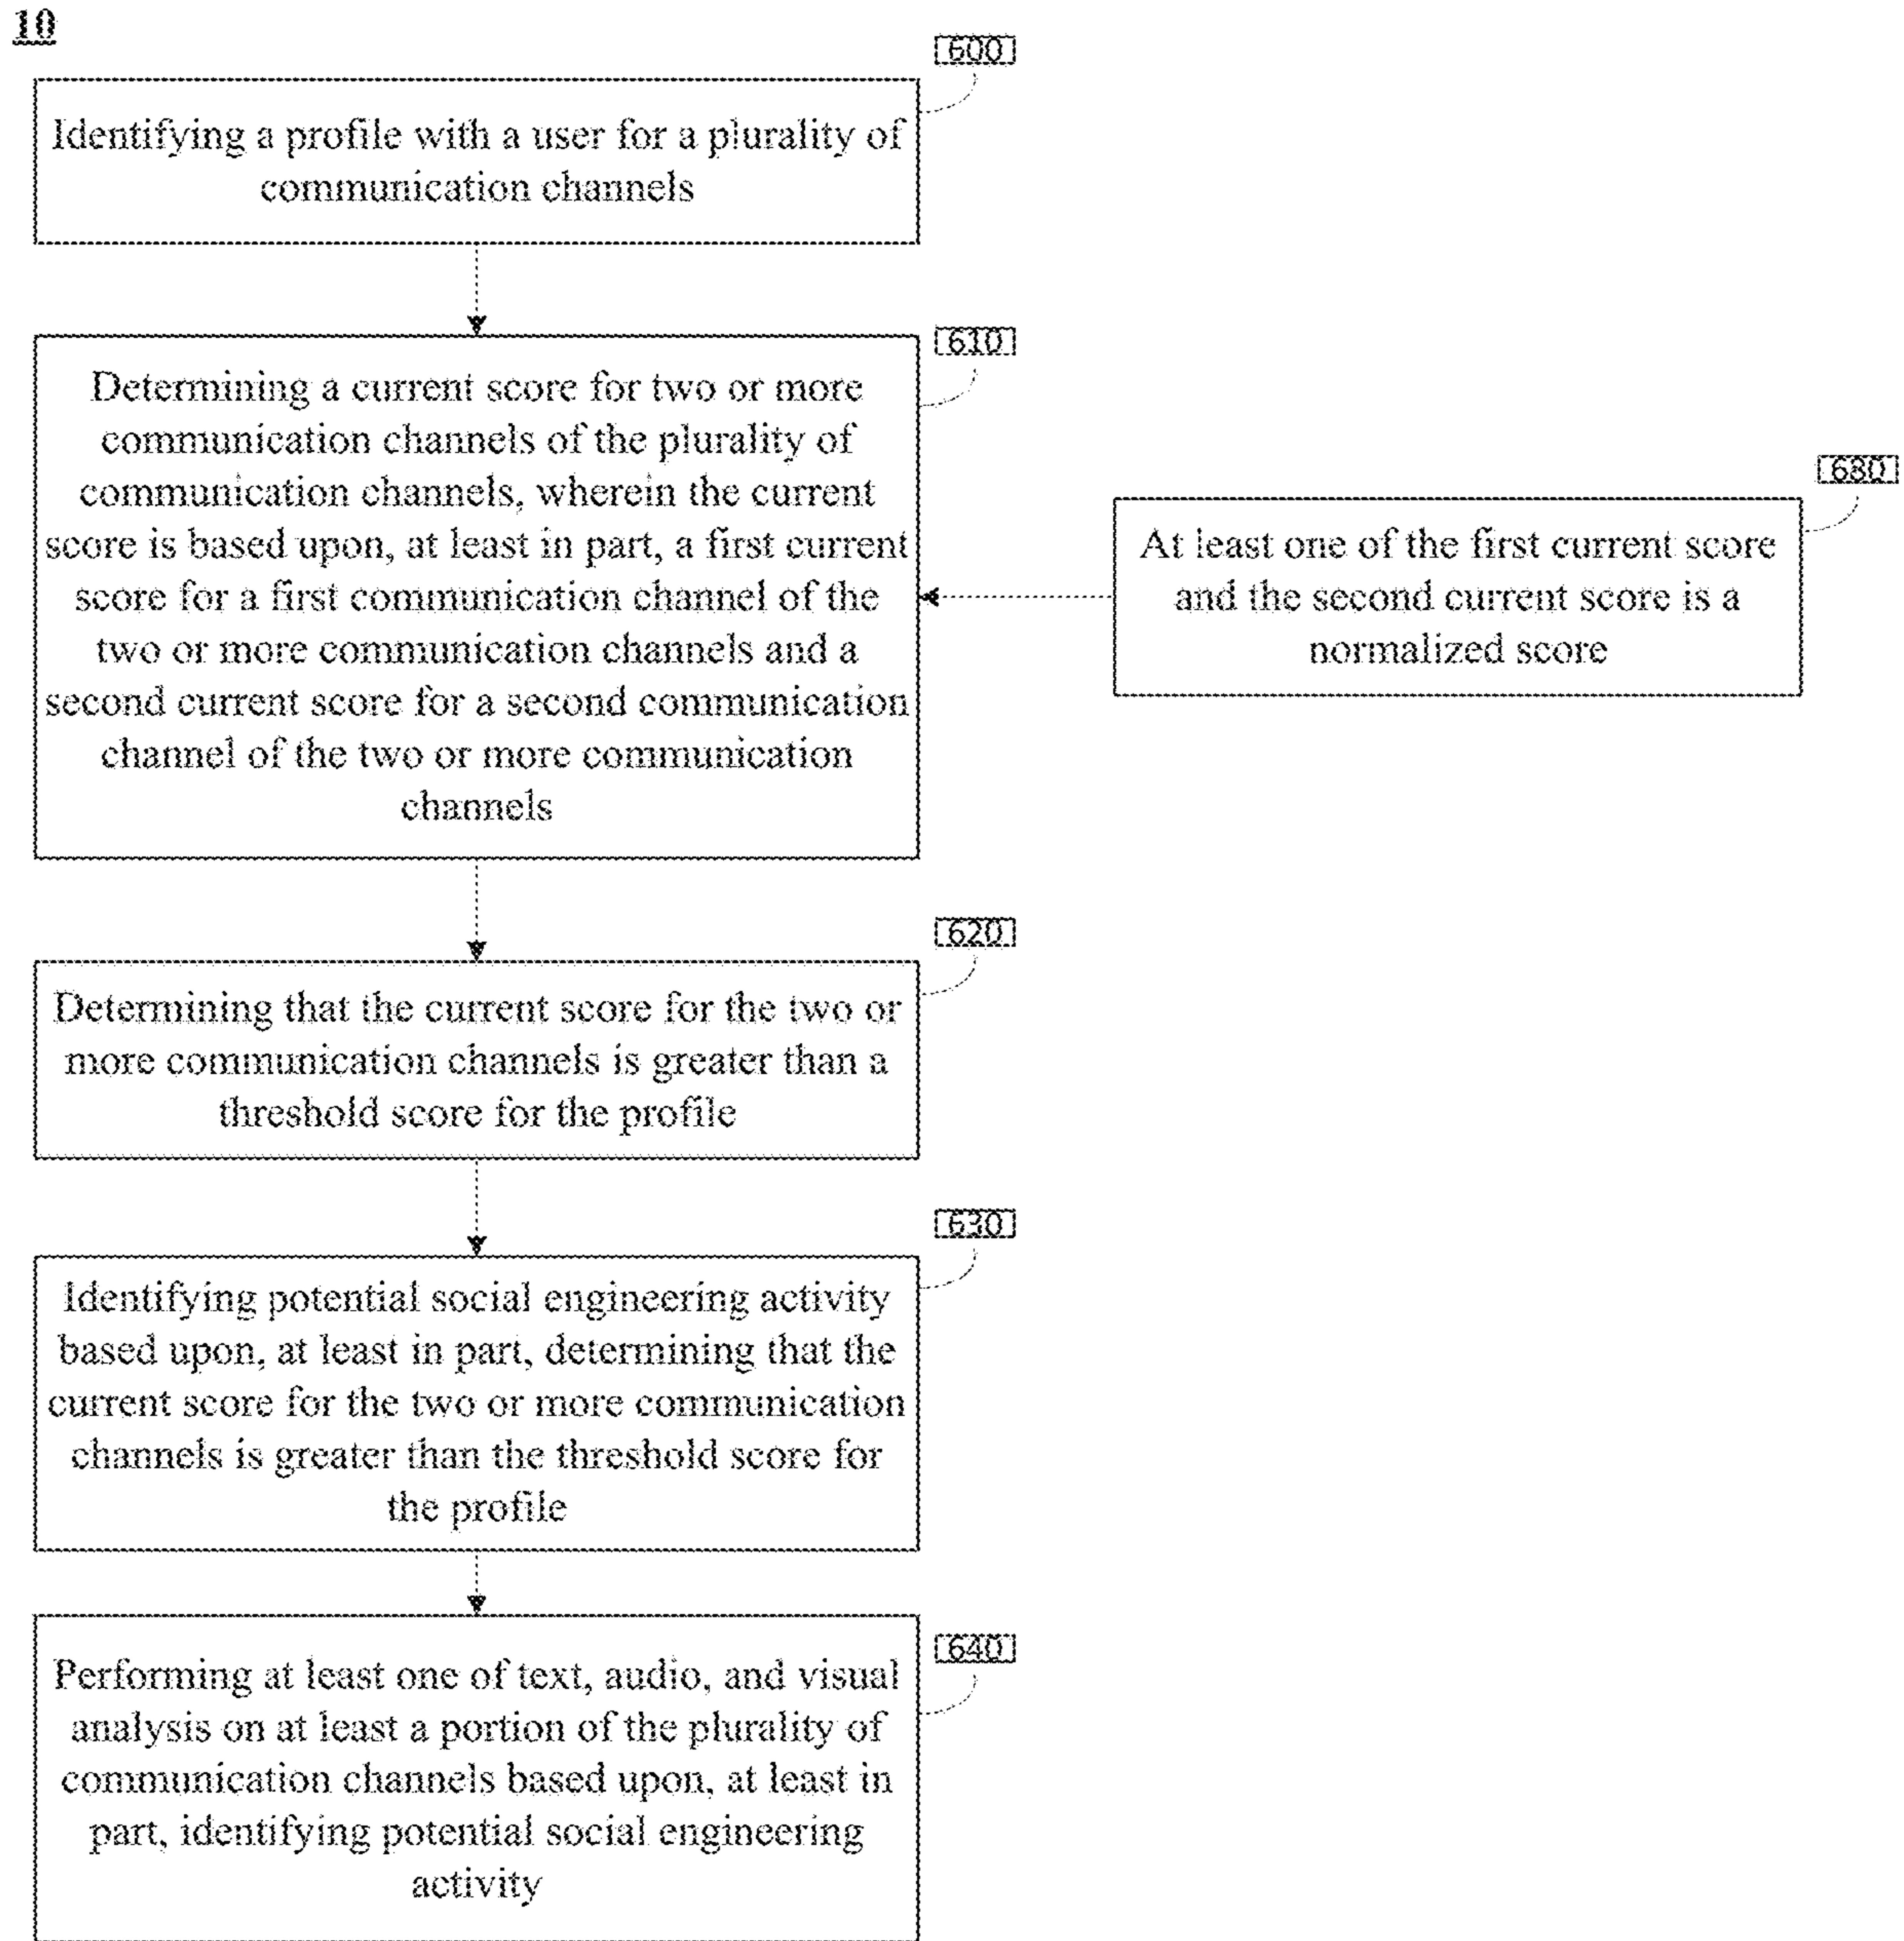 10
600
Identifying a profile with a user for a plurality of
communication channels
610
Determining a current score for two or more
communication channels of the plurality of
communication channels, wherein the current
score is based upon, at least in part, a first current
score for a first communication channel of the
two or more communication channels and a
second current score for a second communication
channel of the two or more communication
channels
680
At least one of the first current score
and the second current score is a
normalized score
620
Determining that the current score for the two or
more communication channels is greater than a
threshold score for the profile
630
Identifying potential social engineering activity
based upon, at least in part, determining that the
current score for the two or more communication
channels is greater than the threshold score for
the profile
640
Performing at least one of text, audio, and visual
analysis on at least a portion of the plurality of
communication channels based upon, at least in
part, identifying potential social engineering
activity